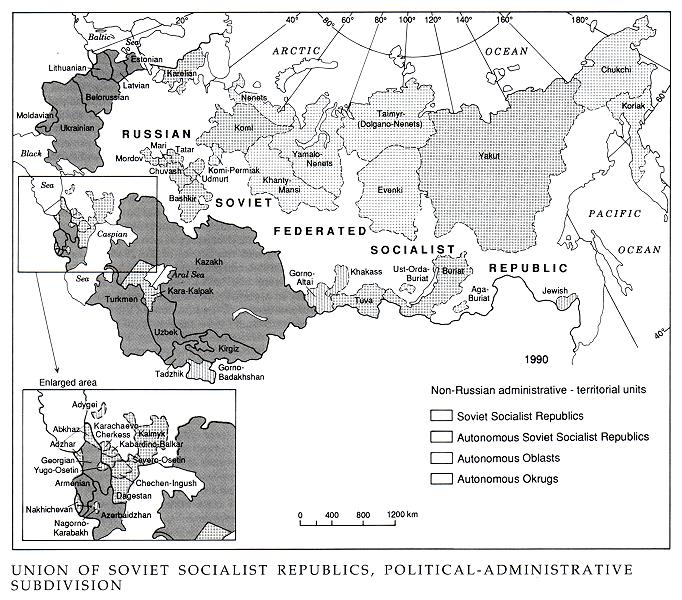 20°
40°
60°
80°
100°
120°
140°
160°
180°
60°
40°
ARCTIC
OCEAN
Baltic
Sea
Estonian
Lithuanian
Latvian
Karelian
Belorussian
Moldavian
Ukrainian
Black
Sea
Nenets
Komi
Taimyr-
(Dolgano-Nenets)
Yamalo-
Nenets
Khanty-
Mansi
Evenki
Yakut
Chukchi
Koriak
RUSSIAN
Mari
Tatar
Mordov
Chuvash
Komi-Permiak
Udmurt
Bashkir
SOVIET
FEDERATED
SOCIALIST
REPUBLIC
PACIFIC
OCEAN
Caspian
Sea
Kazakh
Aral Sea
Kara-Kalpak
Turkmen
Uzbek
Kirgiz
Tadzhik
Gorno-
Badakhshan
Gorno-
Altai
Khakass
Tuva
Ust-Orda-
Buriat
Buriat
Aga-
Buriat
Jewish
1990
Enlarged area
Adygei
Abkhaz
Karachaevo-
Cherkess
Kalmyk
Adzhar
Kabardino-Balkar
Georgian
Severo-Osetin
Yugo-Osetin
Armenian
Chechen-Ingush
Dagestan
Nakhichevan
Azerbaidzhan
Nagorno-
Karabakh
Non-Russian administrative - territorial units
Soviet Socialist Republics
Autonomous Soviet Socialist Republics
Autonomous Oblasts
Autonomous Okrugs
0 400 800 1200 km
UNION OF SOVIET SOCIALIST REPUBLICS, POLITICAL-ADMINISTRATIVE
SUBDIVISION